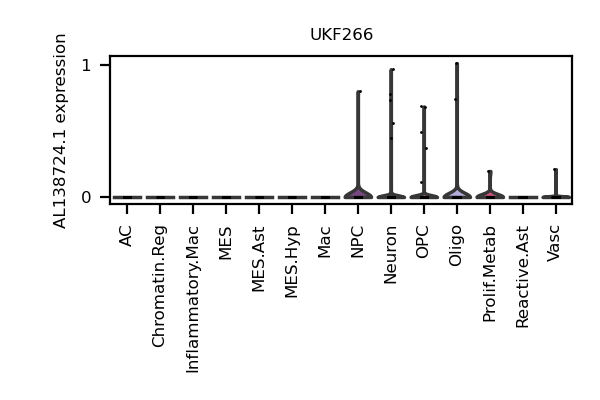 UKF266
AL138724.1 expression
1
0
AC
Chromatin.Reg
Inflammatory.Mac
MES
MES.Ast
MES.Hyp
Mac
NPC
Neuron
OPC
Oligo
Prolif.Metab
Reactive.Ast
Vasc